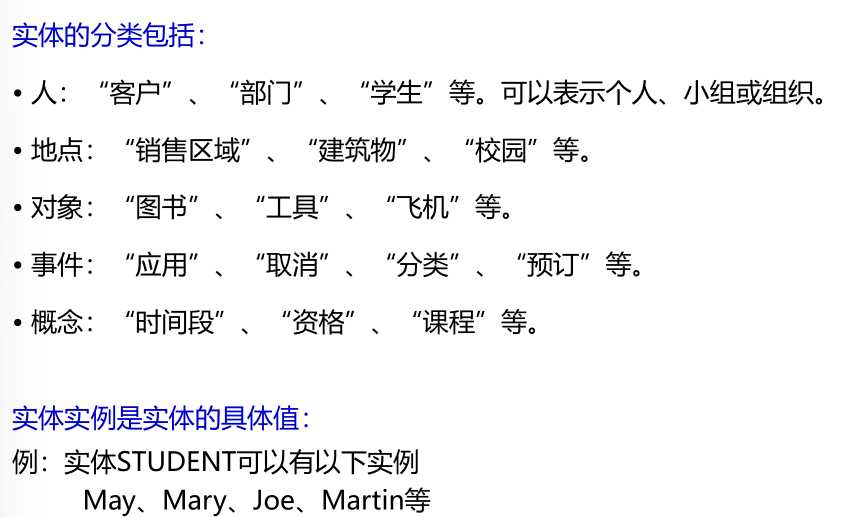 实体的分类包括：
• 人：“客户”、“部门”、“学生”等。可以表示个人、小组或组织。
• 地点：“销售区域”、“建筑物”、“校园”等。
• 对象：“图书”、“工具”、“飞机”等。
• 事件：“应用”、“取消”、“分类”、“预订”等。
• 概念：“时间段”、“资格”、“课程”等。
实体实例是实体的具体值：
例：实体STUDENT可以有以下实例
May、Mary、Joe、Martin等